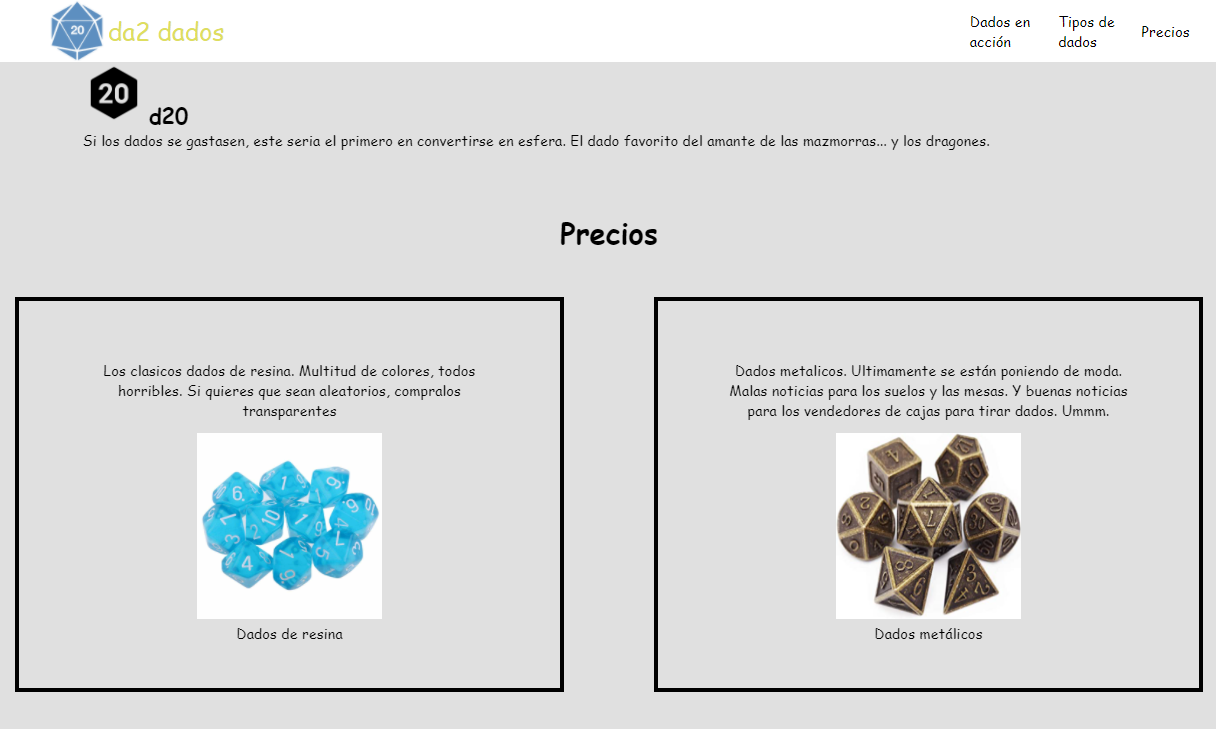 20
da2 dados
Dados en
acción
Tipos de
dados
Precios
20
d20
Si los dados se gastasen, este seria el primero en convertirse en esfera. El dado favorito del amante de las mazmorras... y los dragones.
Precios
Los clasicos dados de resina. Multitud de colores, todos
horribles. Si quieres que sean aleatorios, compralos
transparentes
Dados metalicos. Ultimamente se están poniendo de moda.
Malas noticias para los suelos y las mesas. Y buenas noticias
para los vendedores de cajas para tirar dados. Ummm.
Dados de resina
Dados metálicos